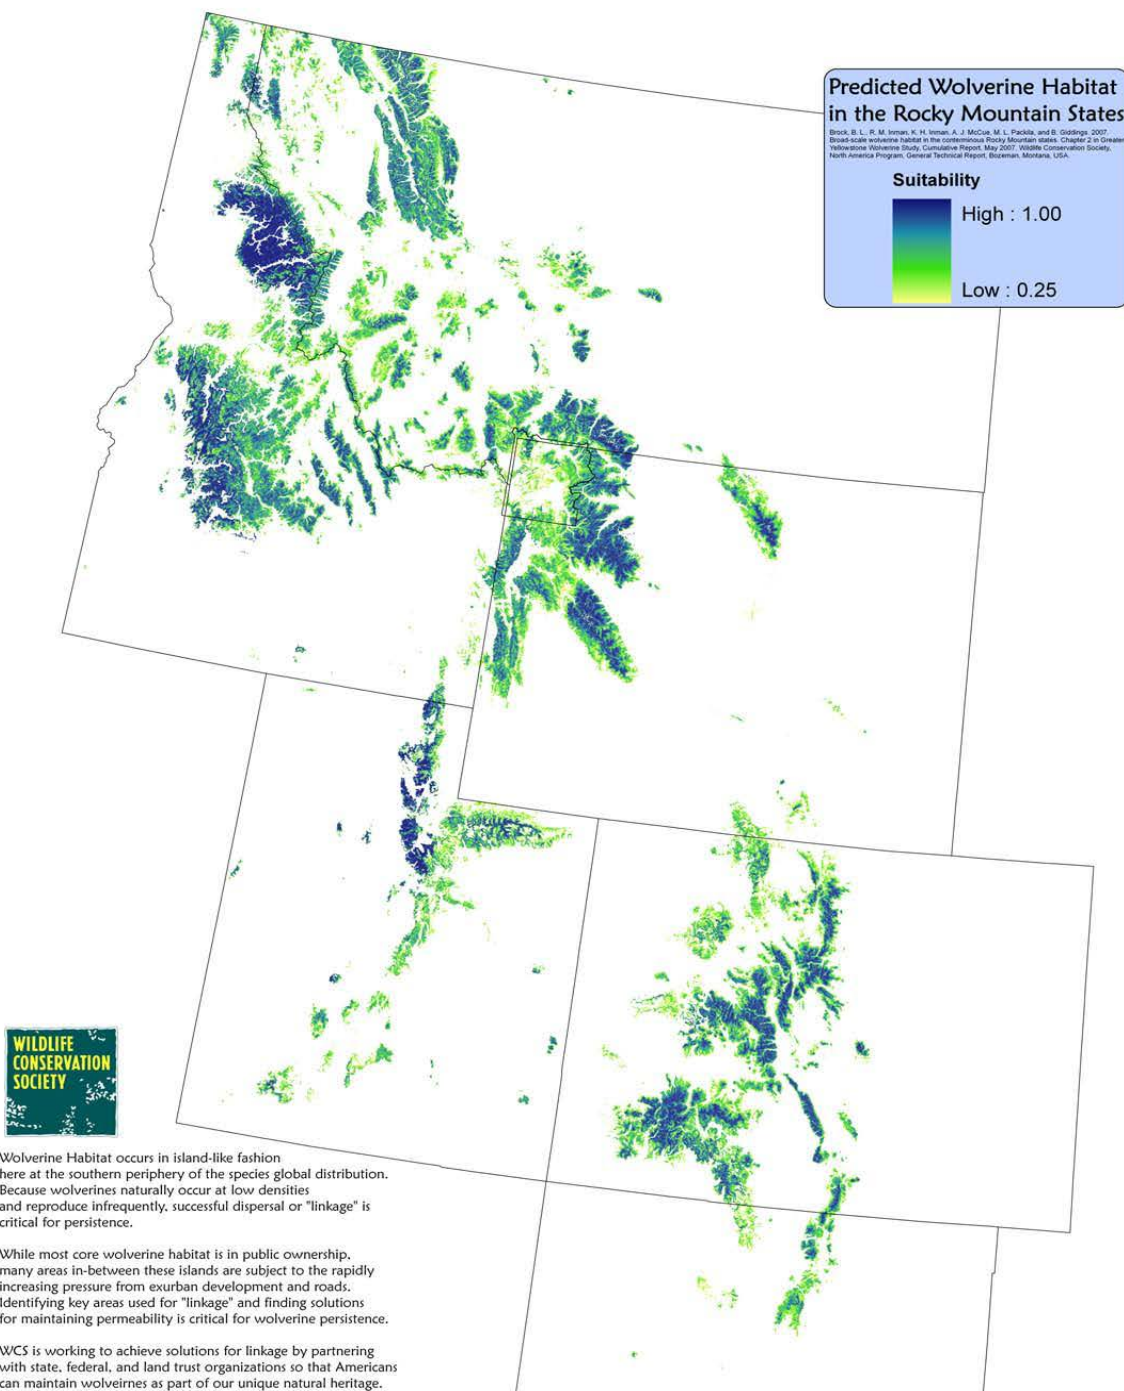 Predicted Wolverine Habitat
in the Rocky Mountain States
Brock, B. L., R. M. Inman, K. H. Inman, A. J. McCue, M. L. Packila, and B. Giddings. 2007.
Broad-scale wolverine habitat in the conterminous Rocky Mountain states. Chapter 2 in Greater
Yellowstone Wolverine Study, Cumulative Report, May 2007. Wildlife Conservation Society,
North America Program, General Technical Report, Bozeman, Montana, USA.
Suitability
High : 1.00
Low : 0.25
WILDLIFE
CONSERVATION
SOCIETY
Wolverine Habitat occurs in island-like fashion
here at the southern periphery of the species global distribution.
Because wolverines naturally occur at low densities
and reproduce infrequently, successful dispersal or "linkage" is
critical for persistence.
While most core wolverine habitat is in public ownership,
many areas in-between these islands are subject to the rapidly
increasing pressure from exurban development and roads.
Identifying key areas used for "linkage" and finding solutions
for maintaining permeability is critical for wolverine persistence.
WCS is working to achieve solutions for linkage by partnering
with state, federal, and land trust organizations so that Americans
can maintain wolveirnes as part of our unique natural heritage.